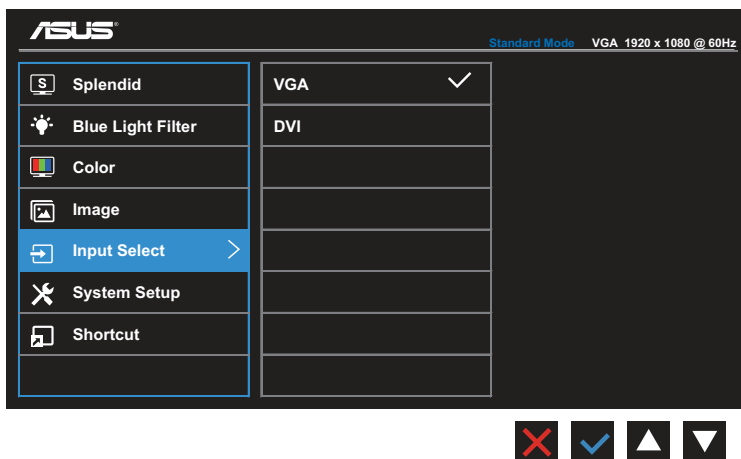 ASUS®
Standard Mode VGA 1920 x 1080 @ 60Hz
S Splendid
Blue Light Filter
Color
Image
Input Select
System Setup
Shortcut
VGA
DVI